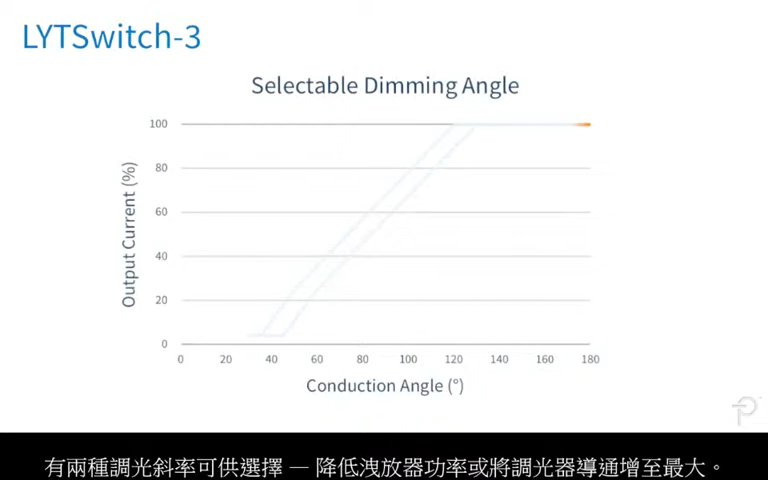 LYTSwitch-3
Selectable Dimming Angle
Output Current (%)
100
80
60
40
20
0
0 20 40 60 80 100 120 140 160 180
Conduction Angle (°)
有兩種調光斜率可供選擇 — 降低洩放器功率或將調光器導通增至最大。